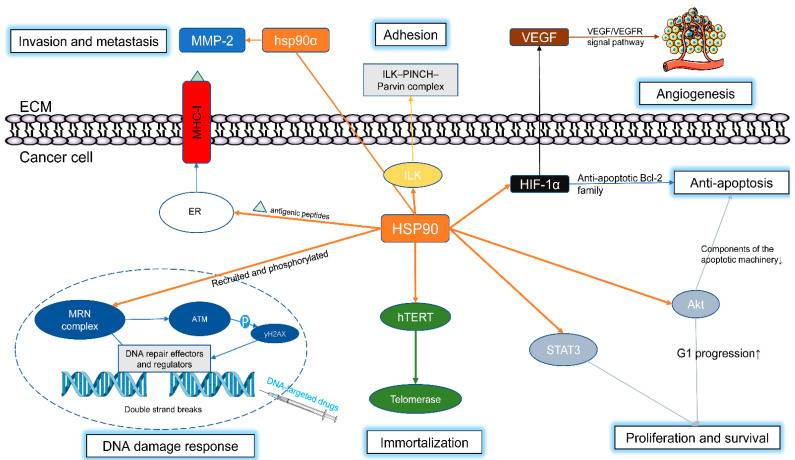 Invasion and metastasis
MMP-2
hsp90α
Adhesion
VEGF
VEGF/VEGFR
signal pathway
ILK–PINCH–
Parvin complex
Angiogenesis
MHC-I
ECM
Cancer cell
ILK
HIF-1α
Anti-apoptotic Bcl-2
family
Anti-apoptosis
ER
antigenic peptides
HSP90
Components of the
apoptotic machinery↓
Recruited and phosphorylated
MRN
complex
ATM
P
γH2AX
hTERT
Akt
STAT3
G1 progression↑
DNA repair effectors
and regulators
DNA-targeted drugs
Double strand breaks
Telomerase
DNA damage response
Immortalization
Proliferation and survival